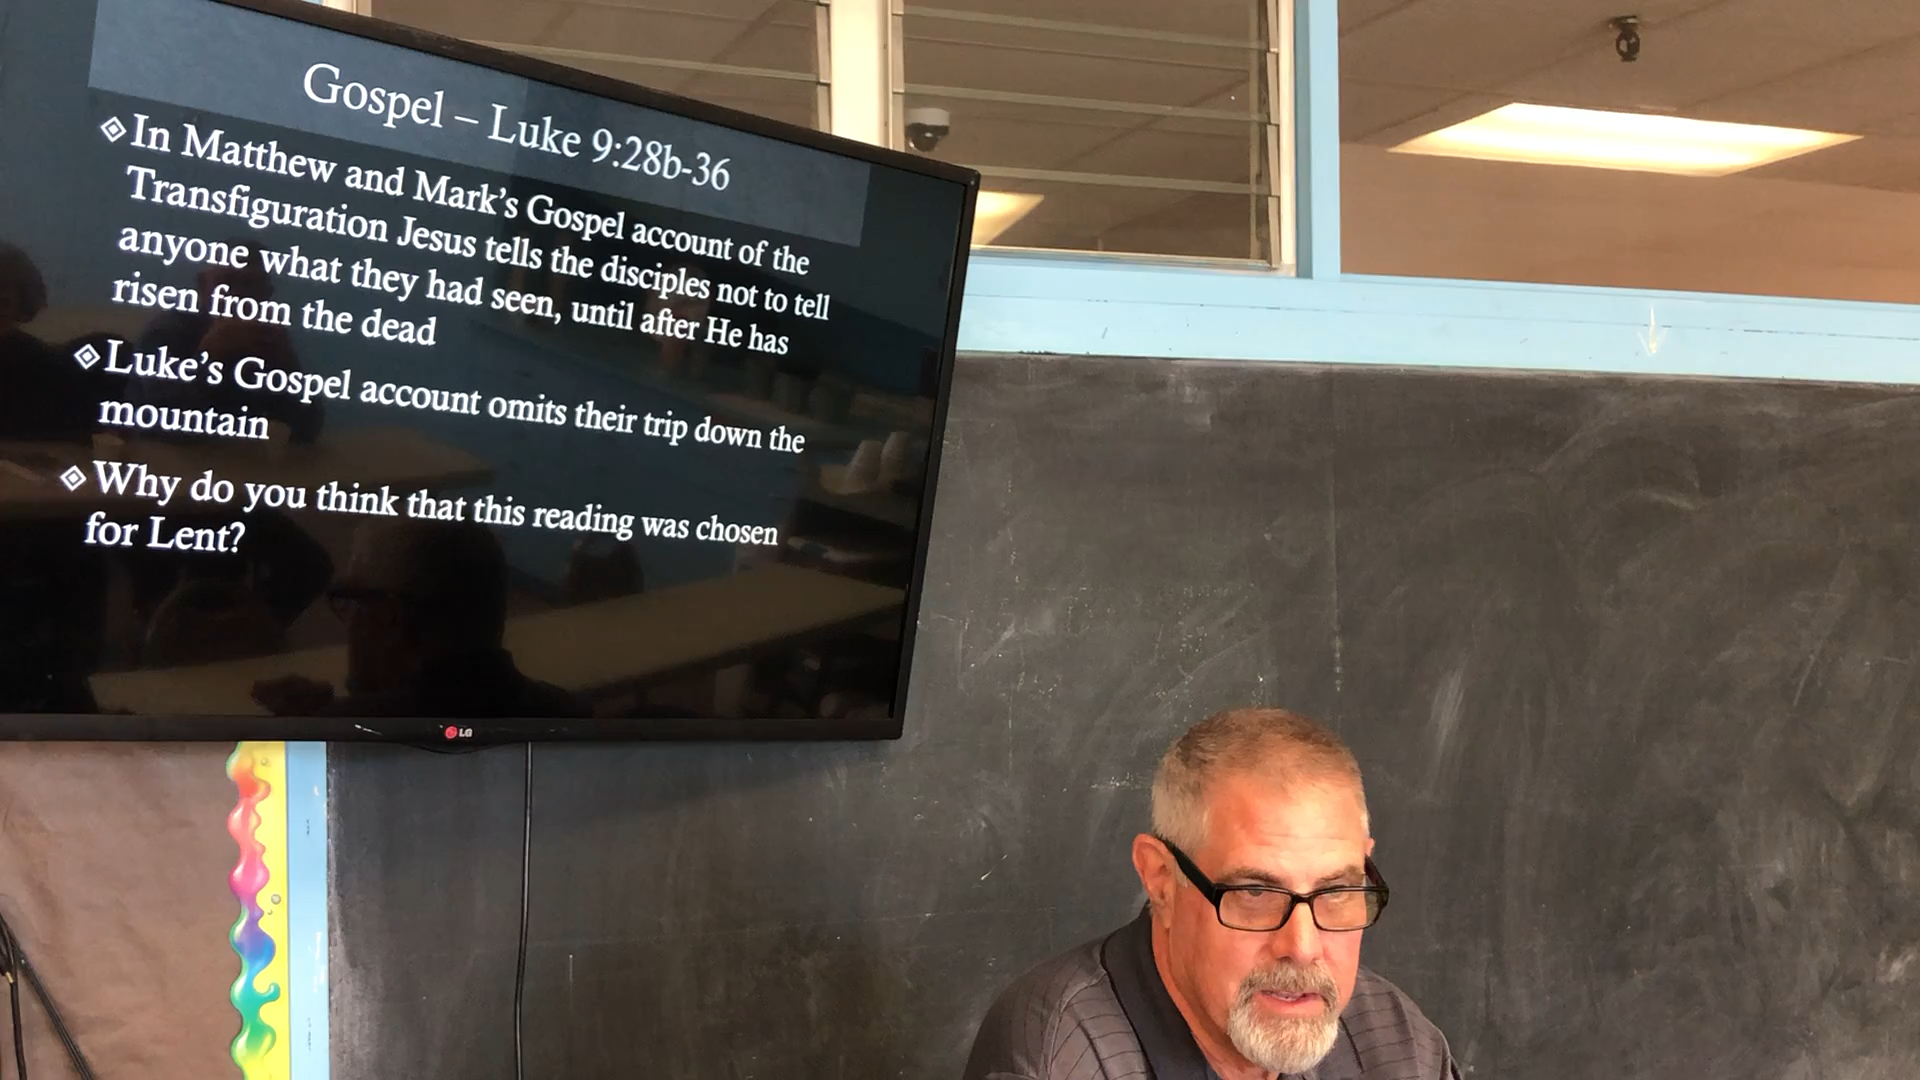 Gospel – Luke 9:28b-36
In Matthew and Mark’s Gospel account of the
Transfiguration Jesus tells the disciples not to tell
anyone what they had seen, until after He has
risen from the dead
Luke’s Gospel account omits their trip down the
mountain
Why do you think that this reading was chosen
for Lent?
LG